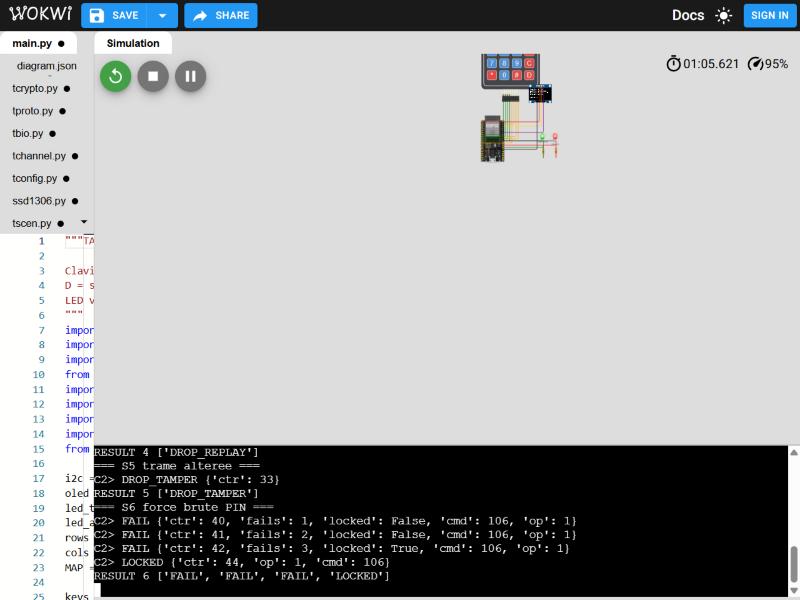 WOKWi
SAVE
SHARE
Docs
SIGN IN
main.py
diagram.json
tcrypto.py
tproto.py
tbio.py
tchannel.py
tconfig.py
ssd1306.py
tscen.py
Simulation
01:05.621
95%
7 8 9 C
* 0 # D
1 """TA
2
3 Clavi
4 D = s
5 LED v
6 """
7 impor
8 impor
9 impor
10 from
11 impor
12 impor
13 impor
14 impor
15 from
16
17 i2c =
18 oled
19 led_t
20 led_a
21 rows
22 cols
23 MAP =
24
25 keys
RESULT 4 ['DROP_REPLAY']
=== S5 trame alteree ===
C2> DROP_TAMPER {'ctr': 33}
RESULT 5 ['DROP_TAMPER']
=== S6 force brute PIN ===
C2> FAIL {'ctr': 40, 'fails': 1, 'locked': False, 'cmd': 106, 'op': 1}
C2> FAIL {'ctr': 41, 'fails': 2, 'locked': False, 'cmd': 106, 'op': 1}
C2> FAIL {'ctr': 42, 'fails': 3, 'locked': True, 'cmd': 106, 'op': 1}
C2> LOCKED {'ctr': 44, 'op': 1, 'cmd': 106}
RESULT 6 ['FAIL', 'FAIL', 'FAIL', 'LOCKED']